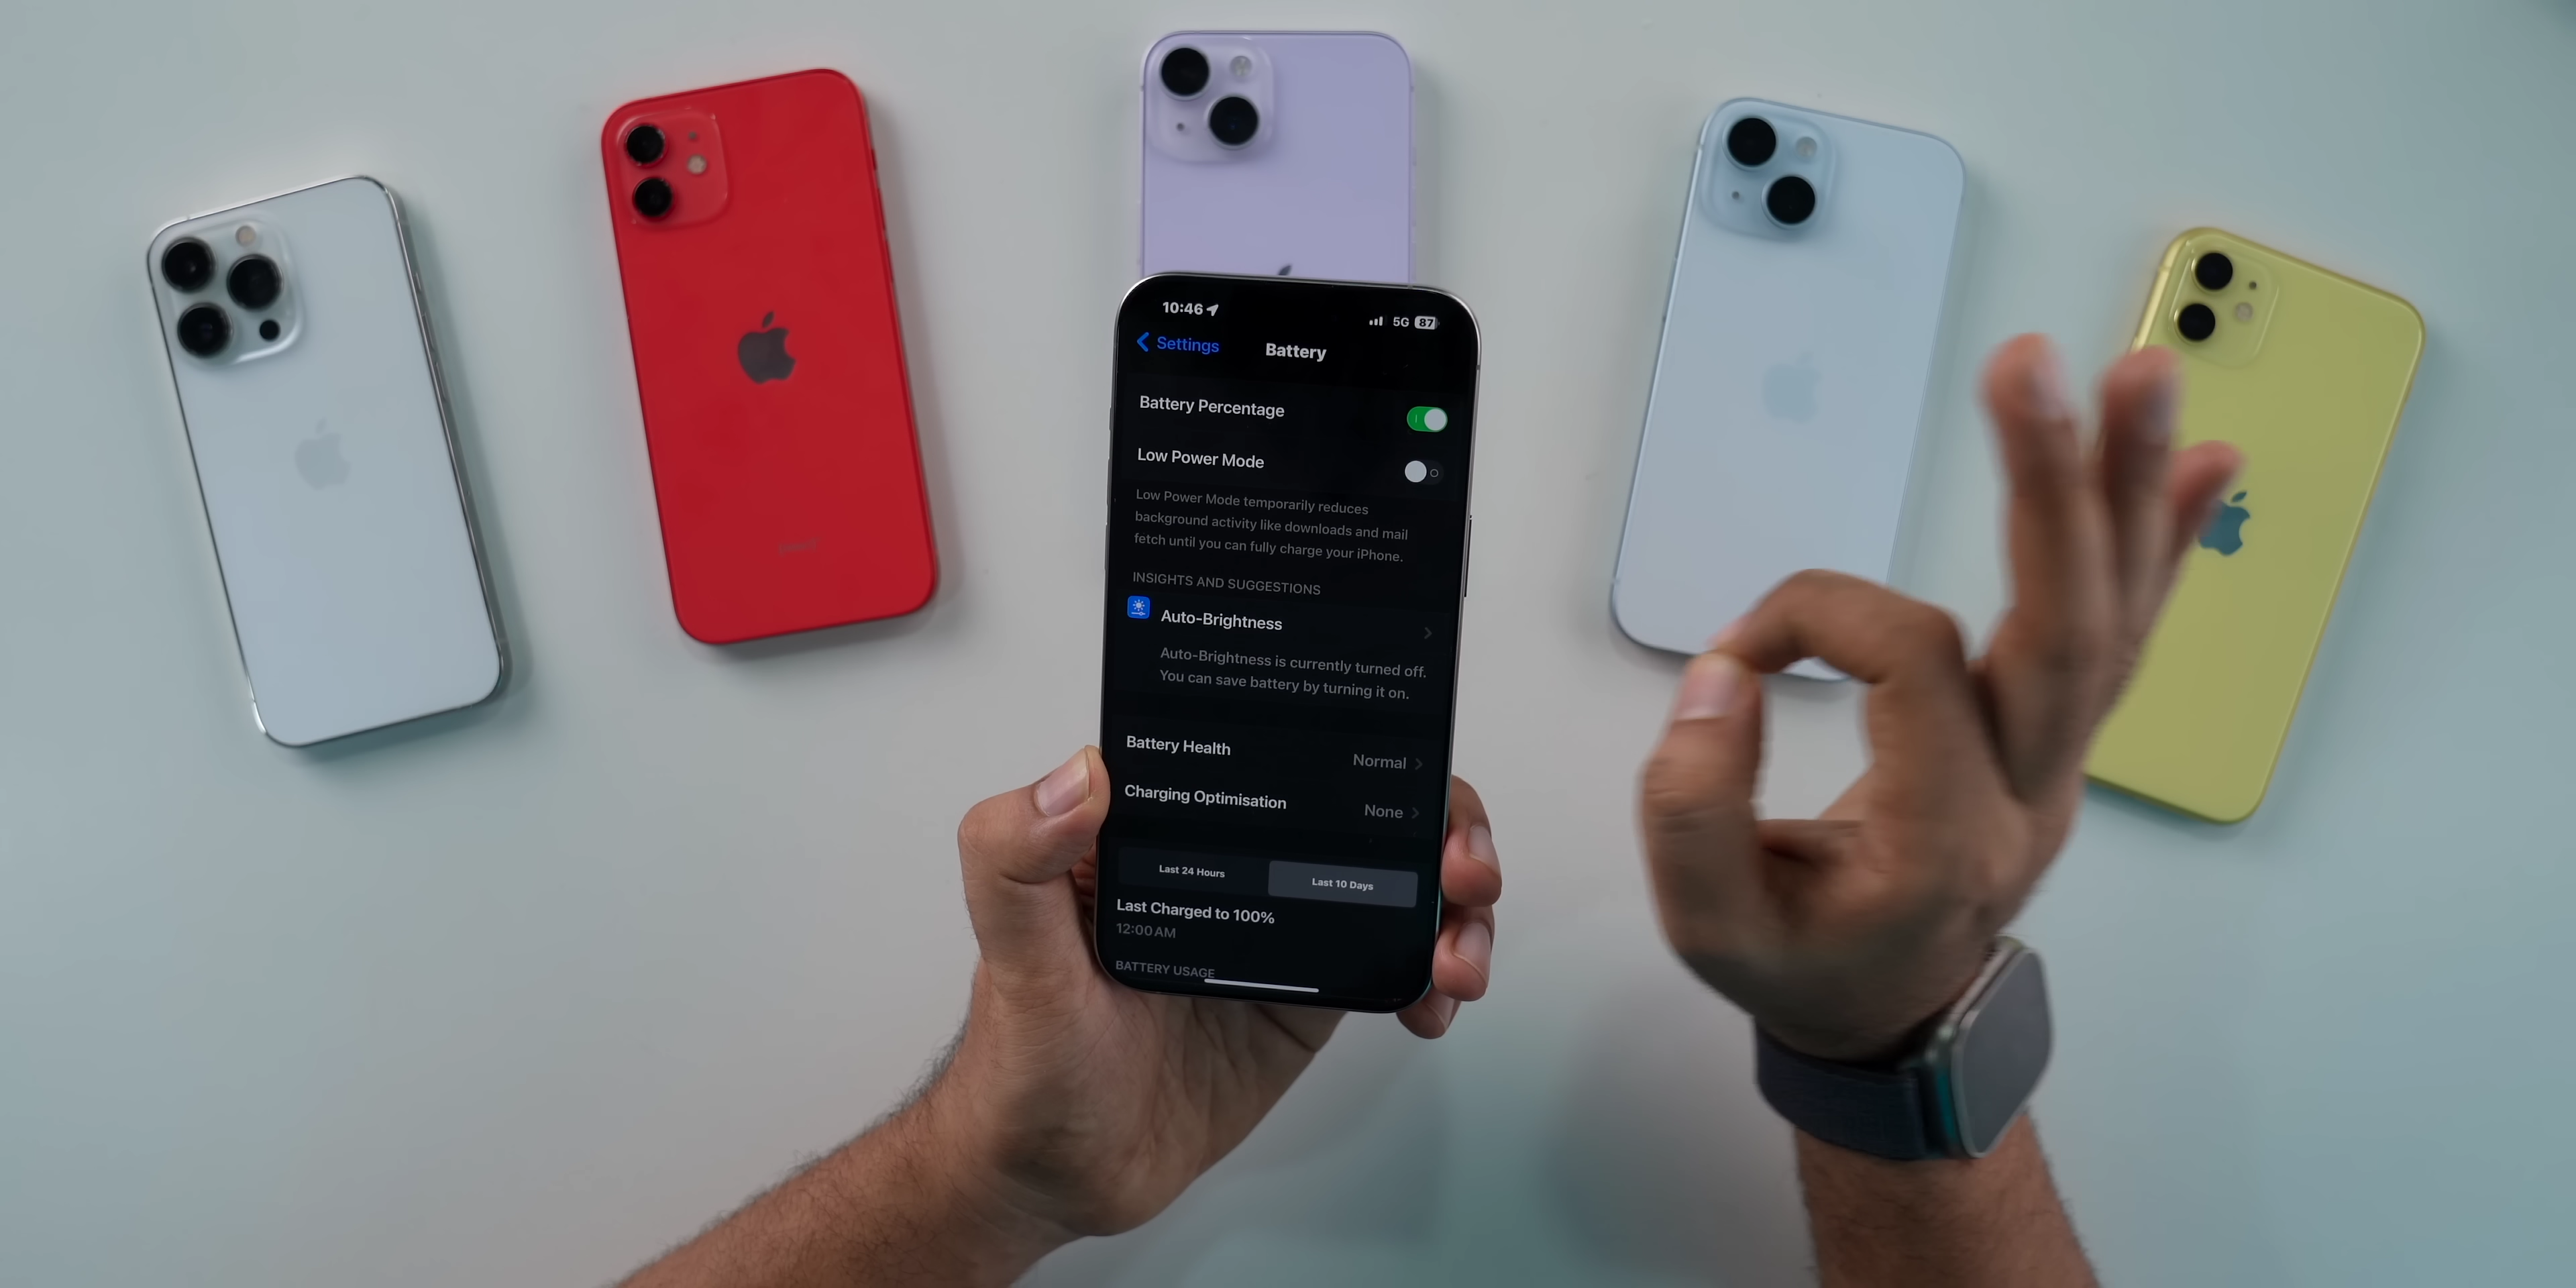 10:46
5G 87
Settings
Battery
Battery Percentage
Low Power Mode
Low Power Mode temporarily reduces
background activity like downloads and mail
fetch until you can fully charge your iPhone.
INSIGHTS AND SUGGESTIONS
Auto-Brightness
Auto-Brightness is currently turned off.
You can save battery by turning it on.
Battery Health Normal
Charging Optimisation None
Last 24 Hours Last 10 Days
Last Charged to 100%
12:00 AM
BATTERY USAGE